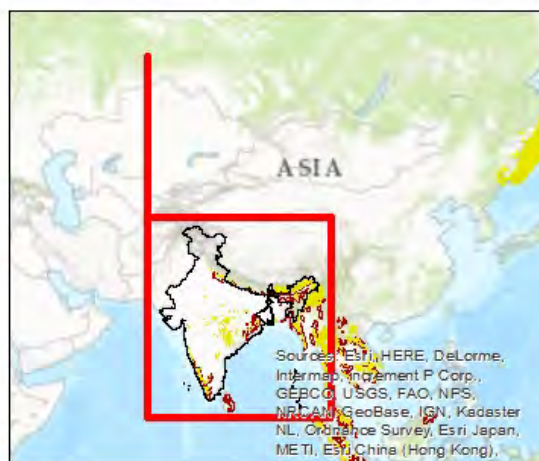 ASIA
Sources: Esri, HERE, DeLorme,
Intermap, increment P Corp.,
GEBCO, USGS, FAO, NPS,
NRCAN, GeoBase, IGN, Kadaster
NL, Ordnance Survey, Esri Japan,
METI, Esri China (Hong Kong),